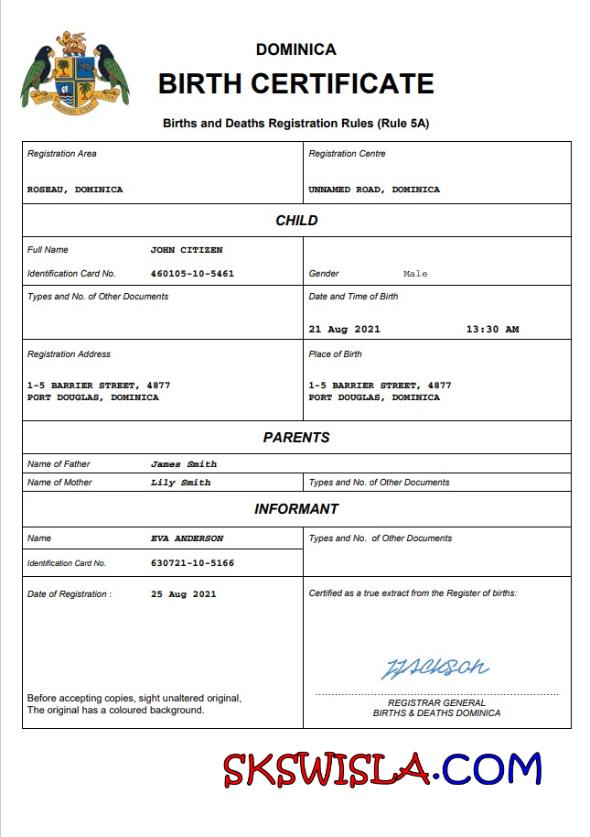 DOMINICA
BIRTH CERTIFICATE
Births and Deaths Registration Rules (Rule 5A)
Registration Area
Registration Centre
ROSEAU, DOMINICA
UNNAMED ROAD, DOMINICA
CHILD
Full Name JOHN CITIZEN
Identification Card No. 460105-10-5461
Gender Male
Types and No. of Other Documents
Date and Time of Birth
21 Aug 2021 13:30 AM
Registration Address
Place of Birth
1-5 BARRIER STREET, 4877
PORT DOUGLAS, DOMINICA
1-5 BARRIER STREET, 4877
PORT DOUGLAS, DOMINICA
PARENTS
Name of Father James Smith
Name of Mother Lily Smith
Types and No. of Other Documents
INFORMANT
Name EVA ANDERSON
Types and No. of Other Documents
Identification Card No. 630721-10-5166
Date of Registration : 25 Aug 2021
Certified as a true extract from the Register of births:
JJackson
Before accepting copies, sight unaltered original,
The original has a coloured background.
REGISTRAR GENERAL
BIRTHS & DEATHS DOMINICA
SKSWISLA.COM